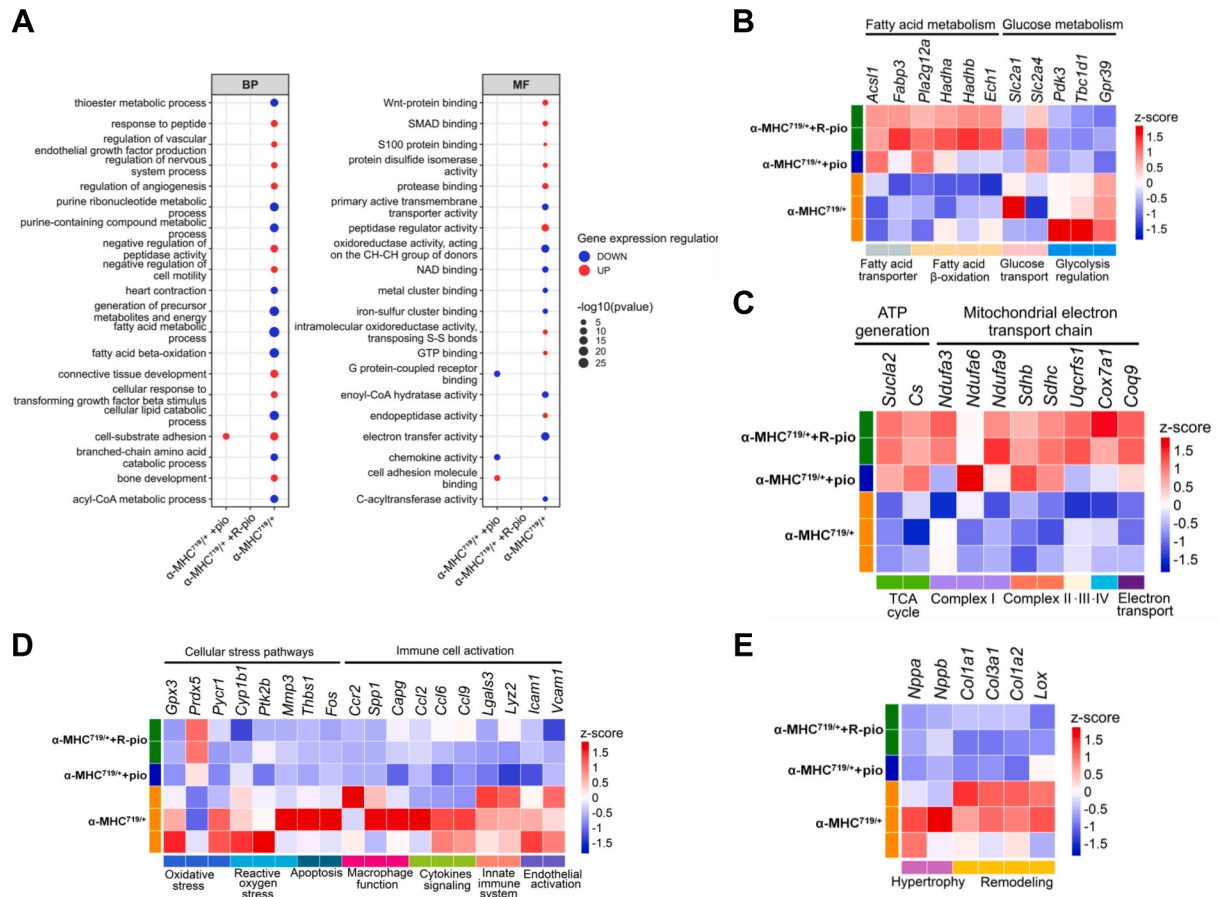 A
BP
thioester metabolic process
response to peptide
regulation of vascular
endothelial growth factor production
regulation of nervous
system process
regulation of angiogenesis
purine ribonucleotide metabolic
process
purine-containing compound metabolic
process
negative regulation of
peptidase activity
negative regulation of
cell motility
heart contraction
generation of precursor
metabolites and energy
fatty acid metabolic
process
fatty acid beta-oxidation
connective tissue development
cellular response to
transforming growth factor beta stimulus
cellular lipid catabolic
process
cell-substrate adhesion
branched-chain amino acid
catabolic process
bone development
acyl-CoA metabolic process
α-MHC⁷¹⁹/⁺ +pio
α-MHC⁷¹⁹/⁺ +R-pio
α-MHC⁷¹⁹/⁺
MF
Wnt-protein binding
SMAD binding
S100 protein binding
protein disulfide isomerase
activity
protease binding
primary active transmembrane
transporter activity
peptidase regulator activity
oxidoreductase activity, acting
on the CH-CH group of donors
NAD binding
metal cluster binding
iron-sulfur cluster binding
intramolecular oxidoreductase activity,
transposing S-S bonds
GTP binding
G protein-coupled receptor
binding
enoyl-CoA hydratase activity
endopeptidase activity
electron transfer activity
chemokine activity
cell adhesion molecule
binding
C-acyltransferase activity
α-MHC⁷¹⁹/⁺ +pio
α-MHC⁷¹⁹/⁺ +R-pio
α-MHC⁷¹⁹/⁺
Gene expression regulation
DOWN
UP
-log10(pvalue)
5
10
15
20
25
B
Fatty acid metabolism Glucose metabolism
Acsl1 Fabp3 Pla2g12a Hadha Hadhb Ech1 Slc2a1 Slc2a4 Pdk3 Tbc1d1 Gpr39
α-MHC⁷¹⁹/⁺+R-pio
α-MHC⁷¹⁹/⁺+pio
α-MHC⁷¹⁹/⁺
z-score
1.5
1
0.5
0
-0.5
-1
-1.5
Fatty acid Fatty acid Glucose Glycolysis
transporter β-oxidation transport regulation
C
ATP Mitochondrial electron
generation transport chain
Sucla2 Cs Ndufa3 Ndufa6 Ndufa9 Sdhb Sdhc Uqcrfs1 Cox7a1 Coq9
α-MHC⁷¹⁹/⁺+R-pio
α-MHC⁷¹⁹/⁺+pio
α-MHC⁷¹⁹/⁺
z-score
1.5
1
0.5
0
-0.5
-1
-1.5
TCA Complex I Complex II·III·IV Electron
cycle transport
D
Cellular stress pathways Immune cell activation
Gpx3 Prdx5 Pycr1 Cyp1b1 Ptk2b Mmp3 Thbs1 Fos Ccr2 Spp1 Capg Ccl2 Ccl6 Ccl9 Lgals3 Lyz2 Icam1 Vcam1
α-MHC⁷¹⁹/⁺+R-pio
α-MHC⁷¹⁹/⁺+pio
α-MHC⁷¹⁹/⁺
z-score
1.5
1
0.5
0
-0.5
-1
-1.5
Oxidative Reactive Apoptosis Macrophage Cytokines Innate Endothelial
stress oxygen function signaling immune activation
stress system
E
Nppa Nppb Col1a1 Col3a1 Col1a2 Lox
α-MHC⁷¹⁹/⁺+R-pio
α-MHC⁷¹⁹/⁺+pio
α-MHC⁷¹⁹/⁺
z-score
1.5
1
0.5
0
-0.5
-1
-1.5
Hypertrophy Remodeling